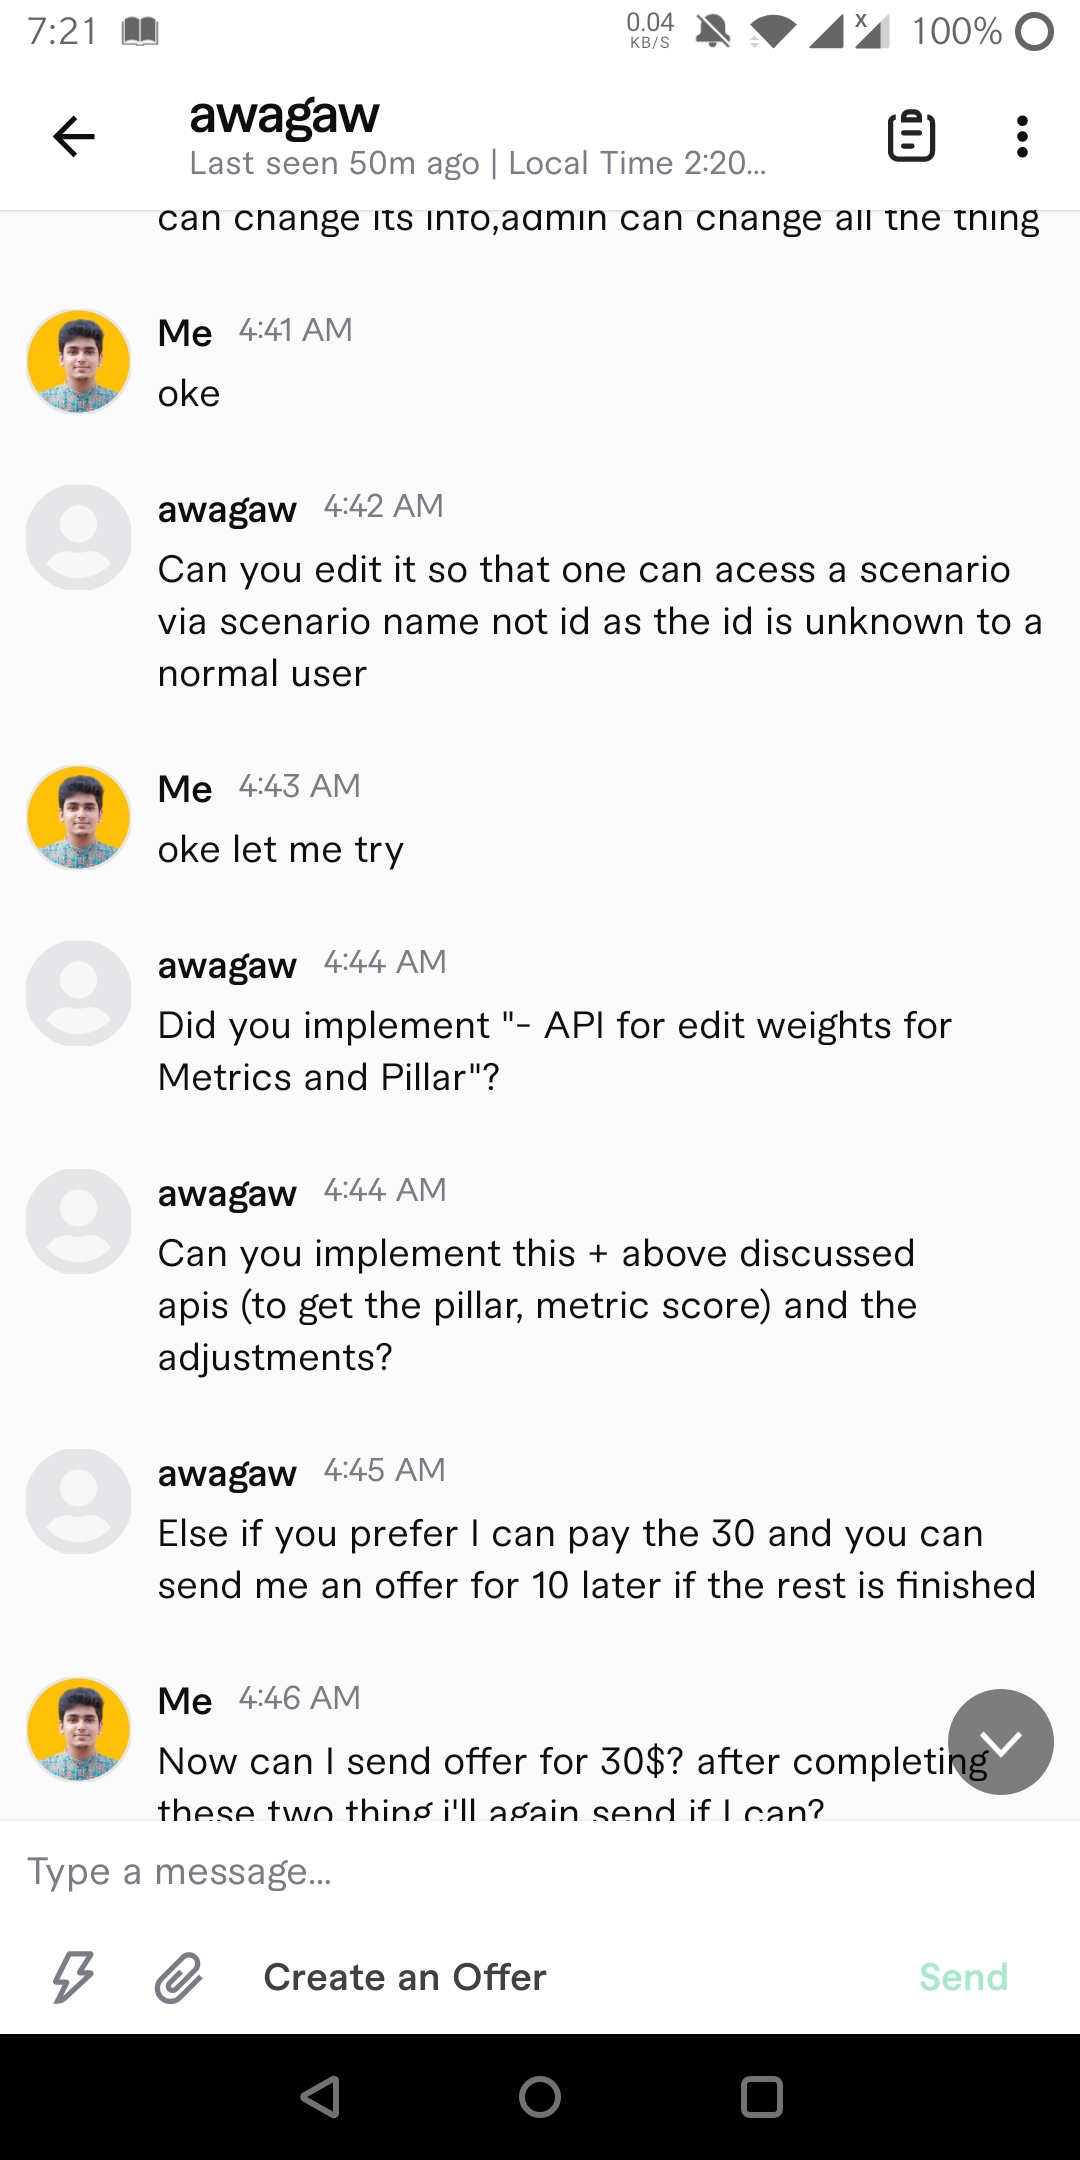 7:21
0.04
KB/S
x
100%
awagaw
Last seen 50m ago | Local Time 2:20...
can change its info,admin can change all the thing
Me 4:41 AM
oke
awagaw 4:42 AM
Can you edit it so that one can acess a scenario
via scenario name not id as the id is unknown to a
normal user
Me 4:43 AM
oke let me try
awagaw 4:44 AM
Did you implement "- API for edit weights for
Metrics and Pillar"?
awagaw 4:44 AM
Can you implement this + above discussed
apis (to get the pillar, metric score) and the
adjustments?
awagaw 4:45 AM
Else if you prefer I can pay the 30 and you can
send me an offer for 10 later if the rest is finished
Me 4:46 AM
Now can I send offer for 30$? after completing
these two thing i'll again send if I can?
Type a message...
Create an Offer
Send